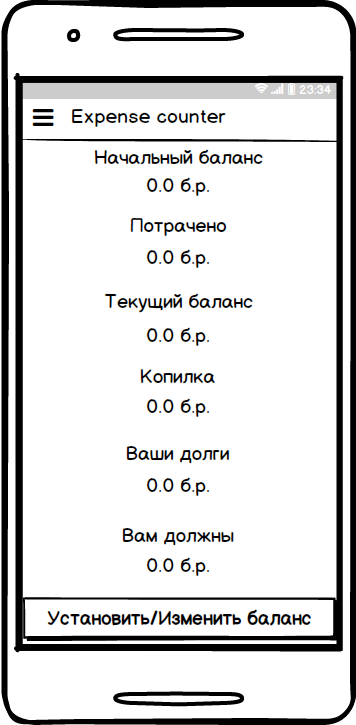 23:34
Expense counter
Начальный баланс
0.0 б.р.
Потрачено
0.0 б.р.
Текущий баланс
0.0 б.р.
Копилка
0.0 б.р.
Ваши долги
0.0 б.р.
Вам должны
0.0 б.р.
Установить/Изменить баланс